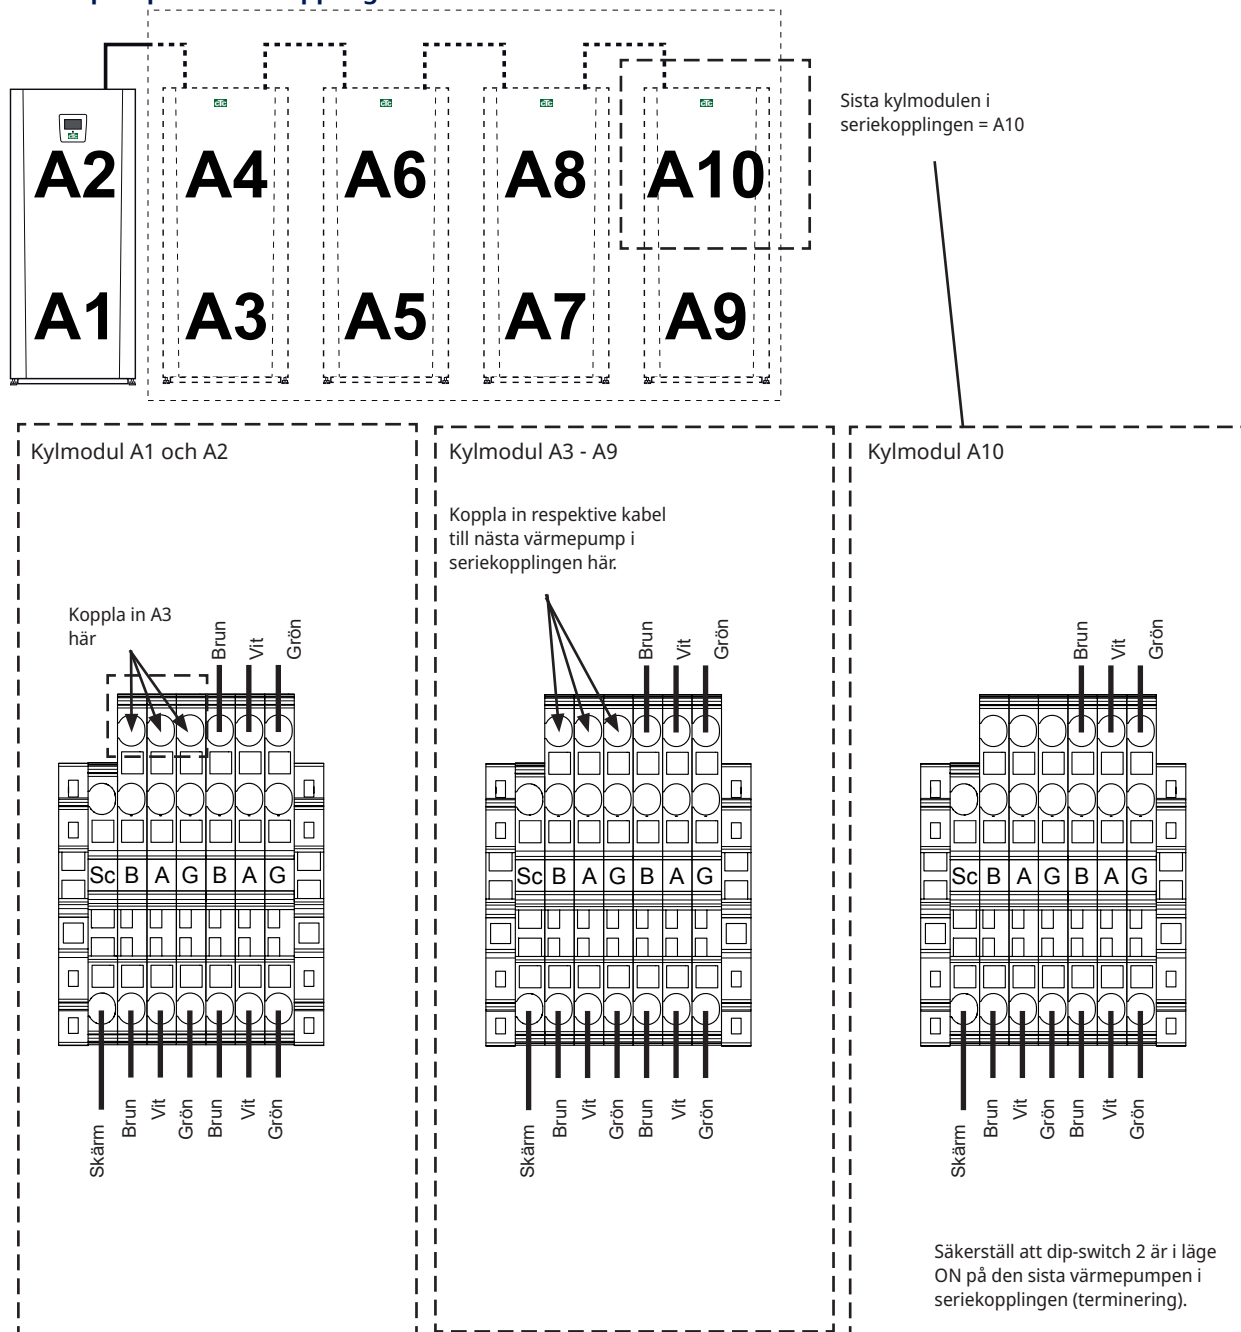 A2 A4 A6 A8 A10
A1 A3 A5 A7 A9
Sista kylmodulen i
seriekopplingen = A10
Kylmodul A1 och A2
Koppla in A3
här
Brun Vit Grön
Sc B A G B A G
Skärm Brun Vit Grön Brun Vit Grön
Kylmodul A3 - A9
Koppla in respektive kabel
till nästa värmepump i
seriekopplingen här.
Brun Vit Grön
Sc B A G B A G
Skärm Brun Vit Grön Brun Vit Grön
Kylmodul A10
Brun Vit Grön
Sc B A G B A G
Skärm Brun Vit Grön Brun Vit Grön
Säkerställ att dip-switch 2 är i läge
ON på den sista värmepumpen i
seriekopplingen (terminering).